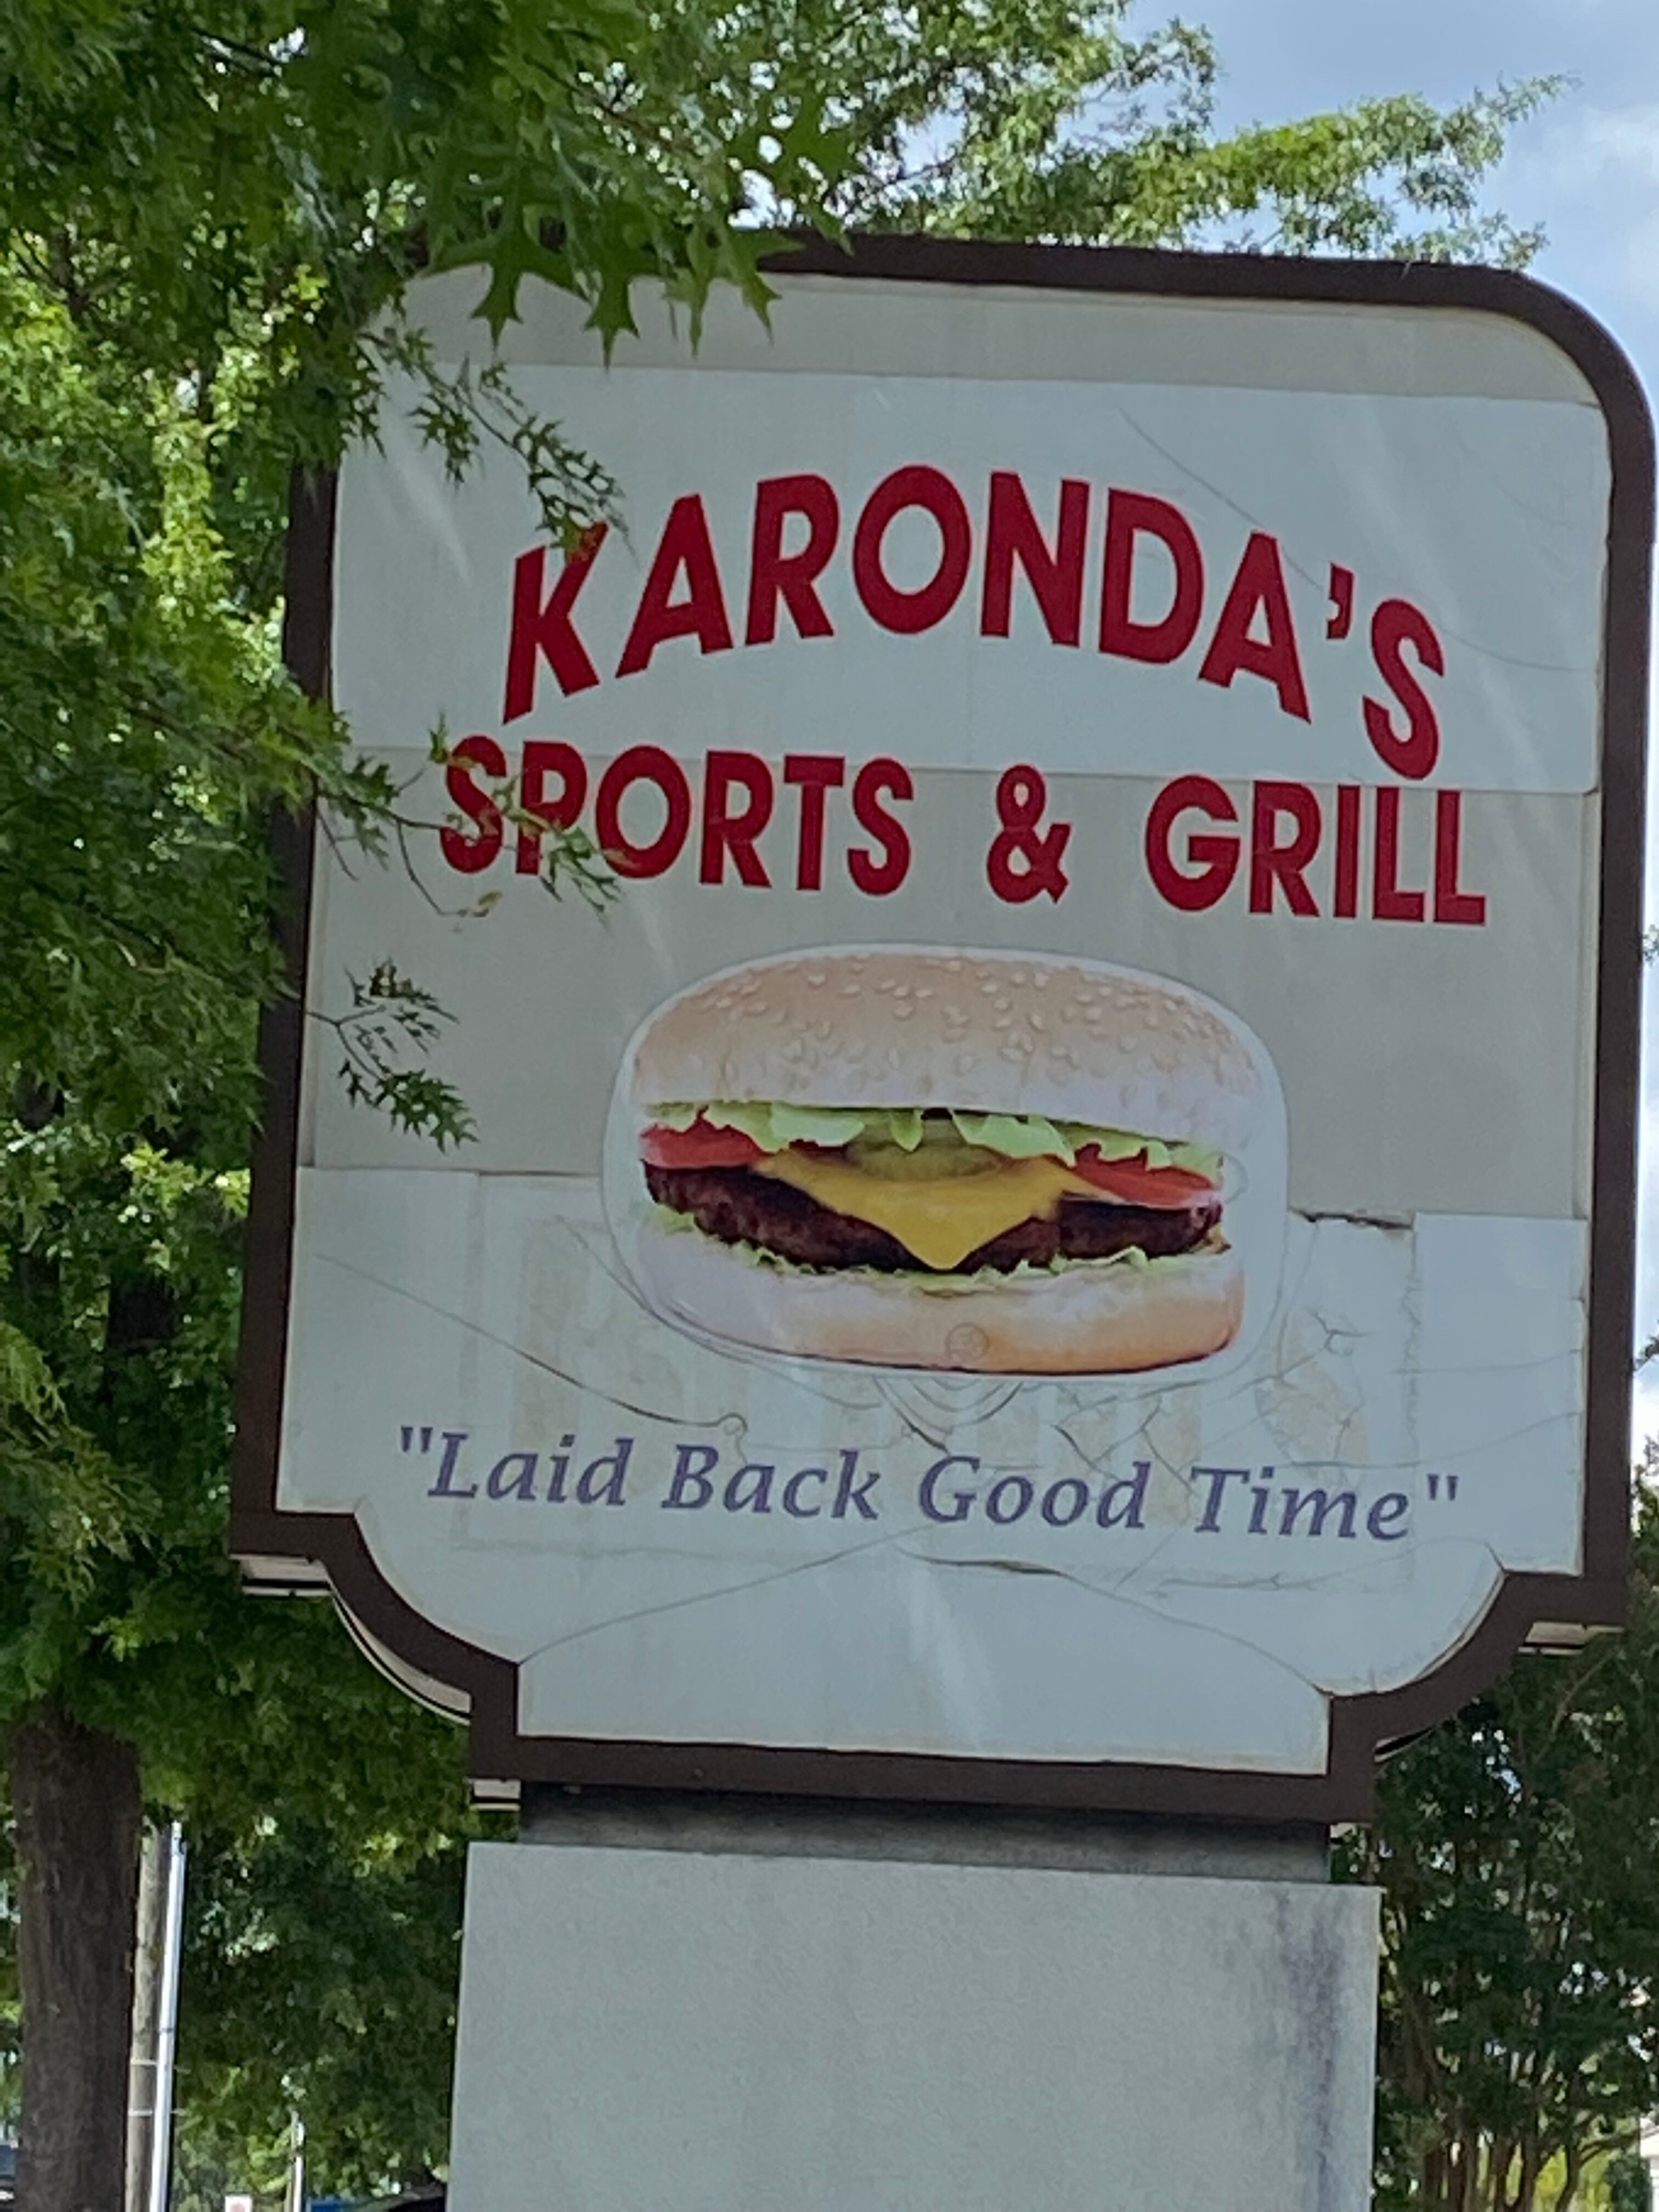 KARONDA'S
SPORTS & GRILL
"Laid Back Good Time"